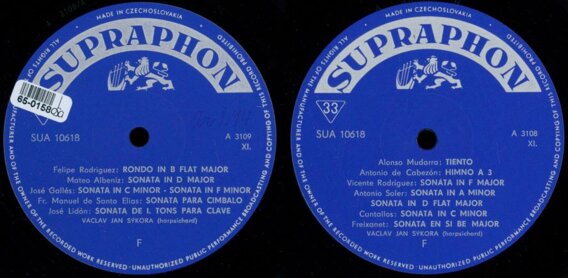 MADE IN CZECHOSLOVAKIA
ALL RIGHTS OF THE MANUFACTURER AND OF THE OWNER OF THE RECORDED WORK RESERVED - UNAUTHORIZED PUBLIC PERFORMANCE BROADCASTING AND COPYING OF THIS RECORD PROHIBITED
SUPRAPHON
SUA 10618
A 3109
XI.
Felipe Rodriguez: RONDO IN B FLAT MAJOR
Mateo Albeniz: SONATA IN D MAJOR
José Gallés: SONATA IN C MINOR - SONATA IN F MINOR
Fr. Manuel de Santo Elias: SONATA PARA CIMBALO
José Lidón: SONATA DE I. TONS PARA CLAVE
VACLAV JAN SÝKORA (harpsichord)
F
MADE IN CZECHOSLOVAKIA
ALL RIGHTS OF THE MANUFACTURER AND OF THE OWNER OF THE RECORDED WORK RESERVED - UNAUTHORIZED PUBLIC PERFORMANCE BROADCASTING AND COPYING OF THIS RECORD PROHIBITED
SUPRAPHON
33
SUA 10618
A 3108
XI.
Alonso Mudarra: TIENTO
Antonio de Cabezón: HIMNO A 3
Vicente Rodriguez: SONATA IN F MAJOR
Antonio Soler: SONATA IN A MINOR
SONATA IN D FLAT MAJOR
Cantallos: SONATA IN C MINOR
Freixanet: SONATA EN SI BE MAJOR
VACLAV JAN SÝKORA (harpsichord)
F